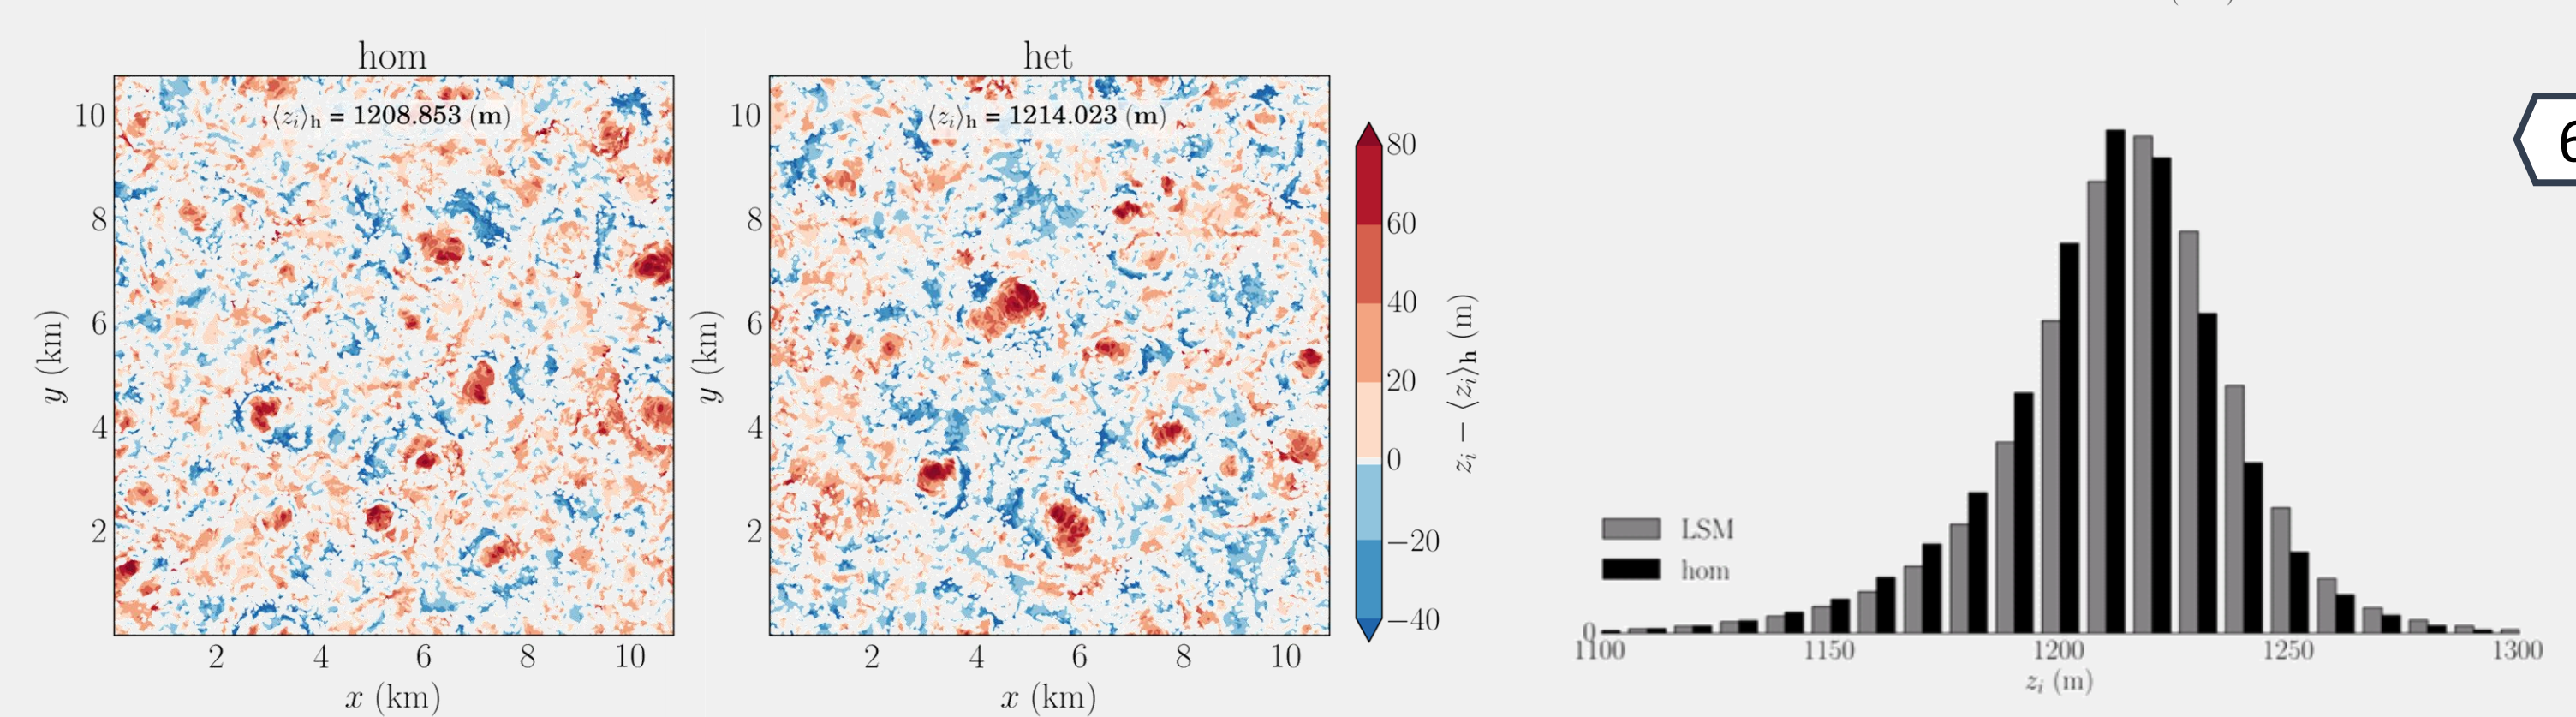 hom
⟨z_i⟩_h = 1208.853 (m)
10
8
6
4
2
y (km)
2 4 6 8 10
x (km)
het
⟨z_i⟩_h = 1214.023 (m)
10
8
6
4
2
y (km)
2 4 6 8 10
x (km)
80
60
40
20
0
−20
−40
z_i − ⟨z_i⟩_h (m)
LSM
hom
0
1100 1150 1200 1250 1300
z_i (m)
6